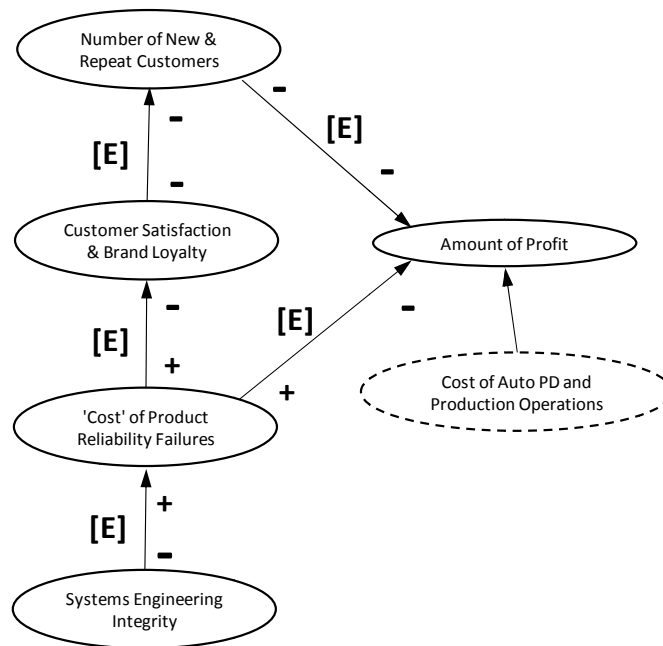 Number of New &
Repeat Customers
-
-
[E]
-
[E]
-
-
Customer Satisfaction
& Brand Loyalty
Amount of Profit
-
[E]
[E]
-
+
+
'Cost' of Product
Reliability Failures
Cost of Auto PD and
Production Operations
+
[E]
-
Systems Engineering
Integrity